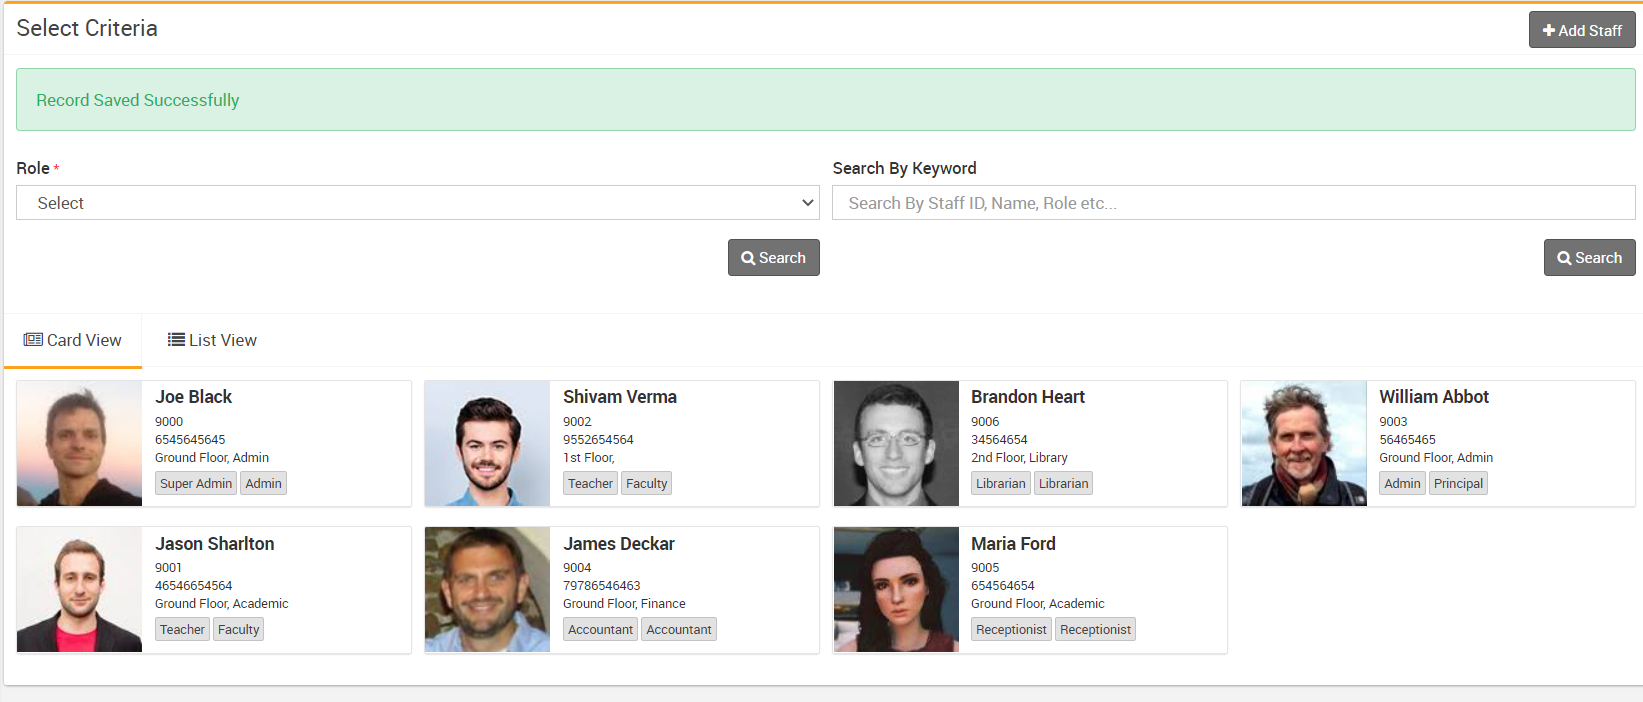 Select Criteria
Add Staff
Record Saved Successfully
Role *
Select
Search
Search By Keyword
Search By Staff ID, Name, Role etc...
Search
Card View
List View
Joe Black
9000
6545645645
Ground Floor, Admin
Super Admin Admin
Shivam Verma
9002
9552654564
1st Floor,
Teacher Faculty
Brandon Heart
9006
34564654
2nd Floor, Library
Librarian Librarian
William Abbot
9003
56465465
Ground Floor, Admin
Admin Principal
Jason Sharlton
9001
46546654564
Ground Floor, Academic
Teacher Faculty
James Deckar
9004
79786546463
Ground Floor, Finance
Accountant Accountant
Maria Ford
9005
654564654
Ground Floor, Academic
Receptionist Receptionist